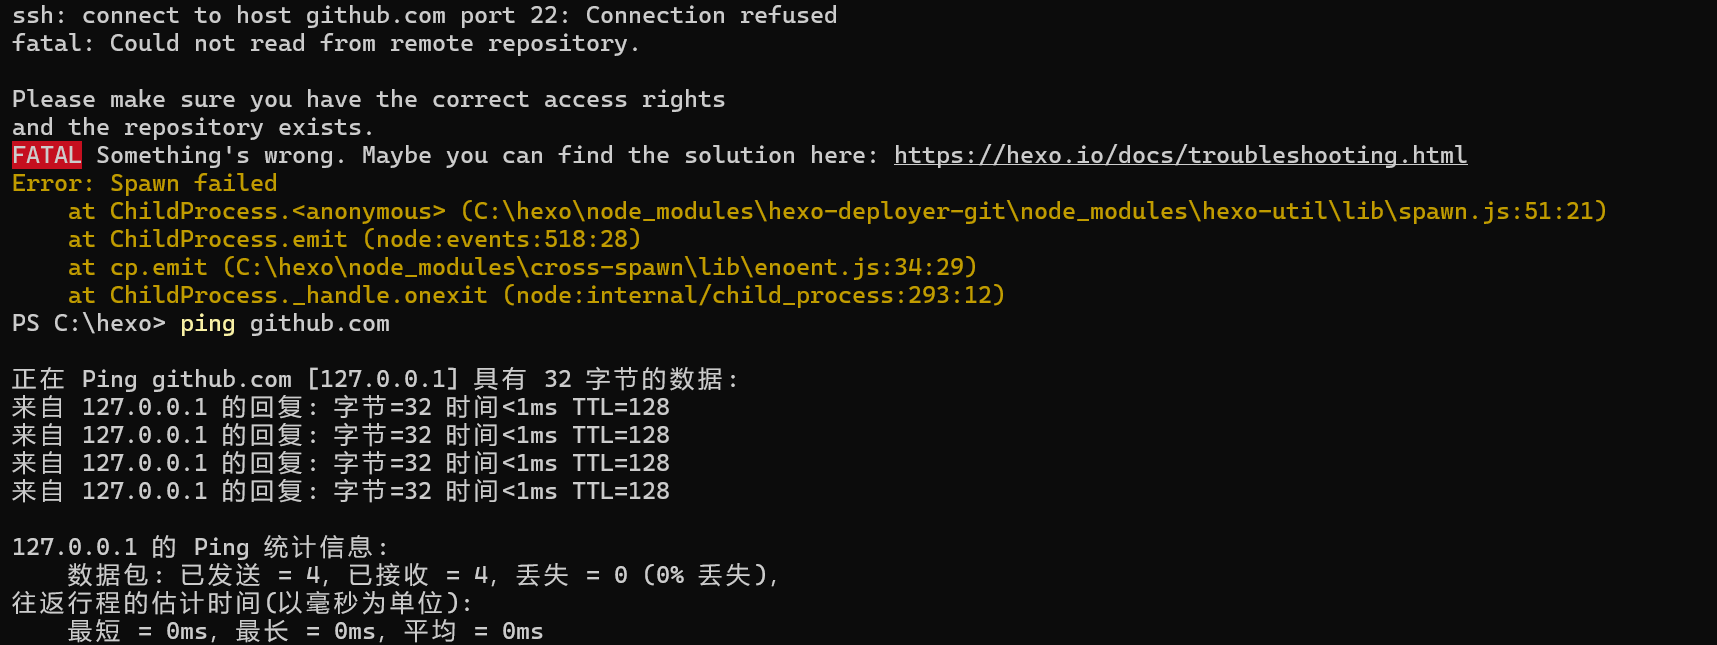 ssh: connect to host github.com port 22: Connection refused
fatal: Could not read from remote repository.

Please make sure you have the correct access rights
and the repository exists.
FATAL Something's wrong. Maybe you can find the solution here: https://hexo.io/docs/troubleshooting.html
Error: Spawn failed
    at ChildProcess.<anonymous> (C:\hexo\node_modules\hexo-deployer-git\node_modules\hexo-util\lib\spawn.js:51:21)
    at ChildProcess.emit (node:events:518:28)
    at cp.emit (C:\hexo\node_modules\cross-spawn\lib\enoent.js:34:29)
    at ChildProcess._handle.onexit (node:internal/child_process:293:12)
PS C:\hexo> ping github.com

正在 Ping github.com [127.0.0.1] 具有 32 字节的数据:
来自 127.0.0.1 的回复: 字节=32 时间<1ms TTL=128
来自 127.0.0.1 的回复: 字节=32 时间<1ms TTL=128
来自 127.0.0.1 的回复: 字节=32 时间<1ms TTL=128
来自 127.0.0.1 的回复: 字节=32 时间<1ms TTL=128

127.0.0.1 的 Ping 统计信息:
    数据包: 已发送 = 4, 已接收 = 4, 丢失 = 0 (0% 丢失),
往返行程的估计时间(以毫秒为单位):
    最短 = 0ms, 最长 = 0ms, 平均 = 0ms